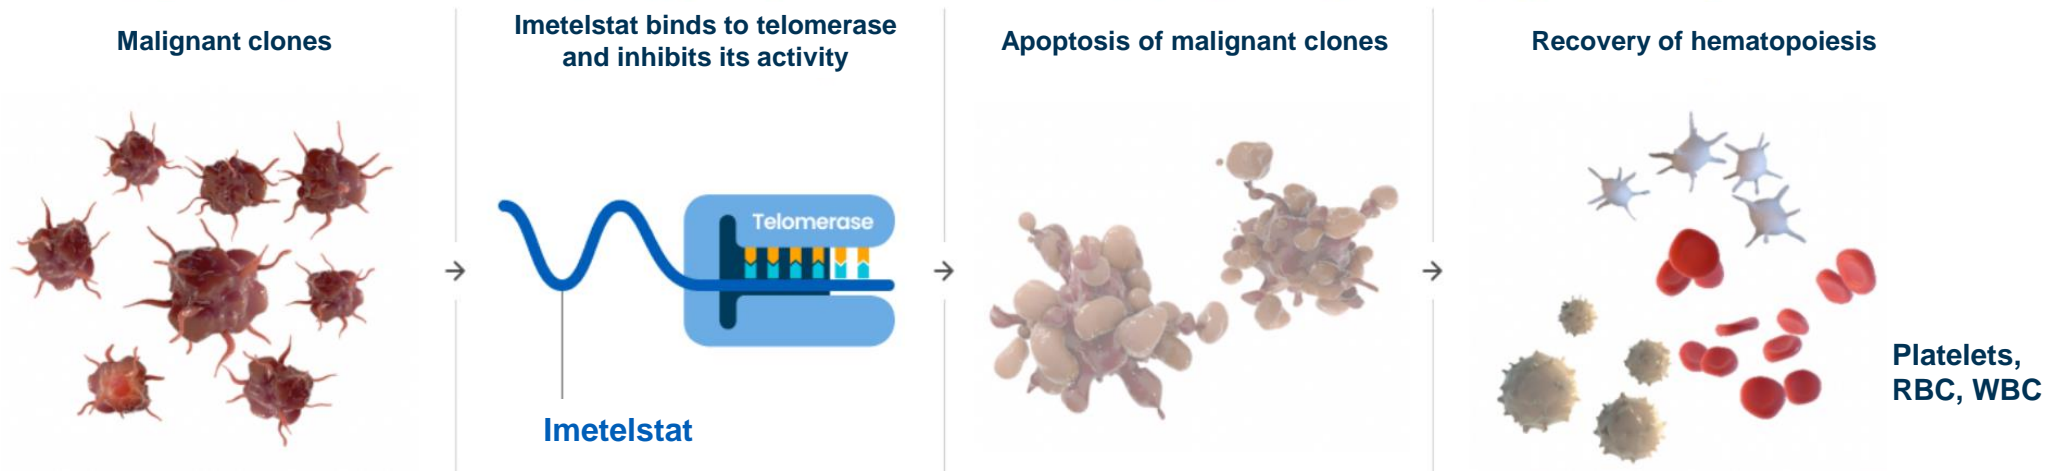 Malignant clones
Imetelstat binds to telomerase
and inhibits its activity
Apoptosis of malignant clones
Recovery of hematopoiesis
Telomerase
Imetelstat
Platelets,
RBC, WBC